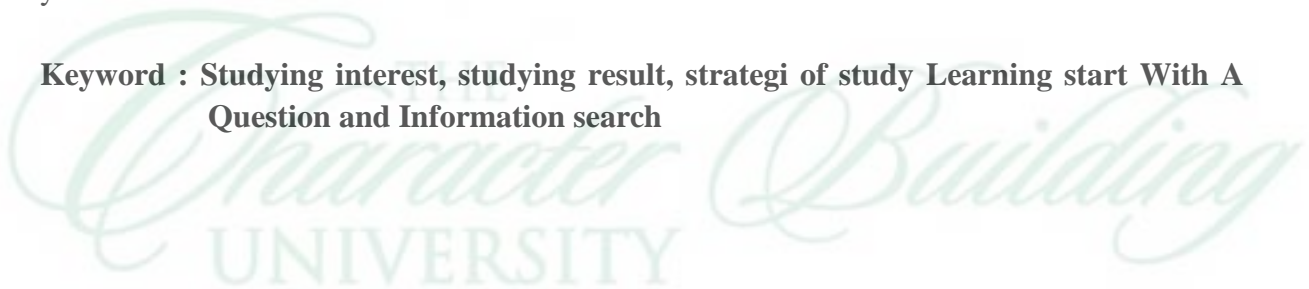 Keyword : Studying interest, studying result, strategi of study Learning start With A
Question and Information search
THE
Character Building
UNIVERSITY